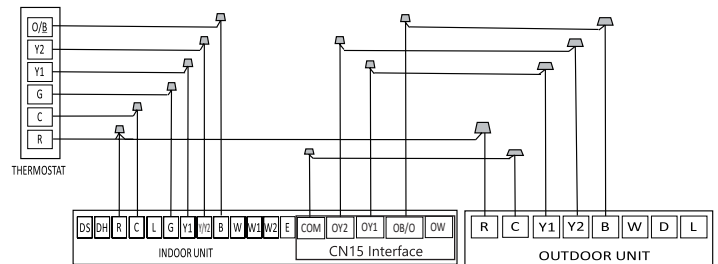 O/B
Y2
Y1
G
C
R
THERMOSTAT
DS DH R C L G Y1 Y/Y2 B W W1 W2 E COM OY2 OY1 OB/O OW
INDOOR UNIT
CN15 Interface
R C Y1 Y2 B W D L
OUTDOOR UNIT